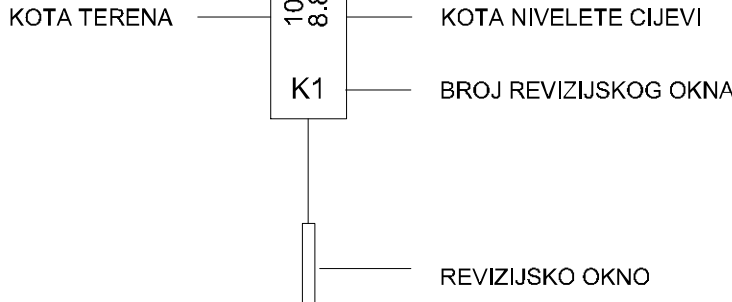 KOTA TERENA
KOTA NIVELETE CIJEVI
K1
BROJ REVIZIJSKOG OKNA
REVIZIJSKO OKNO